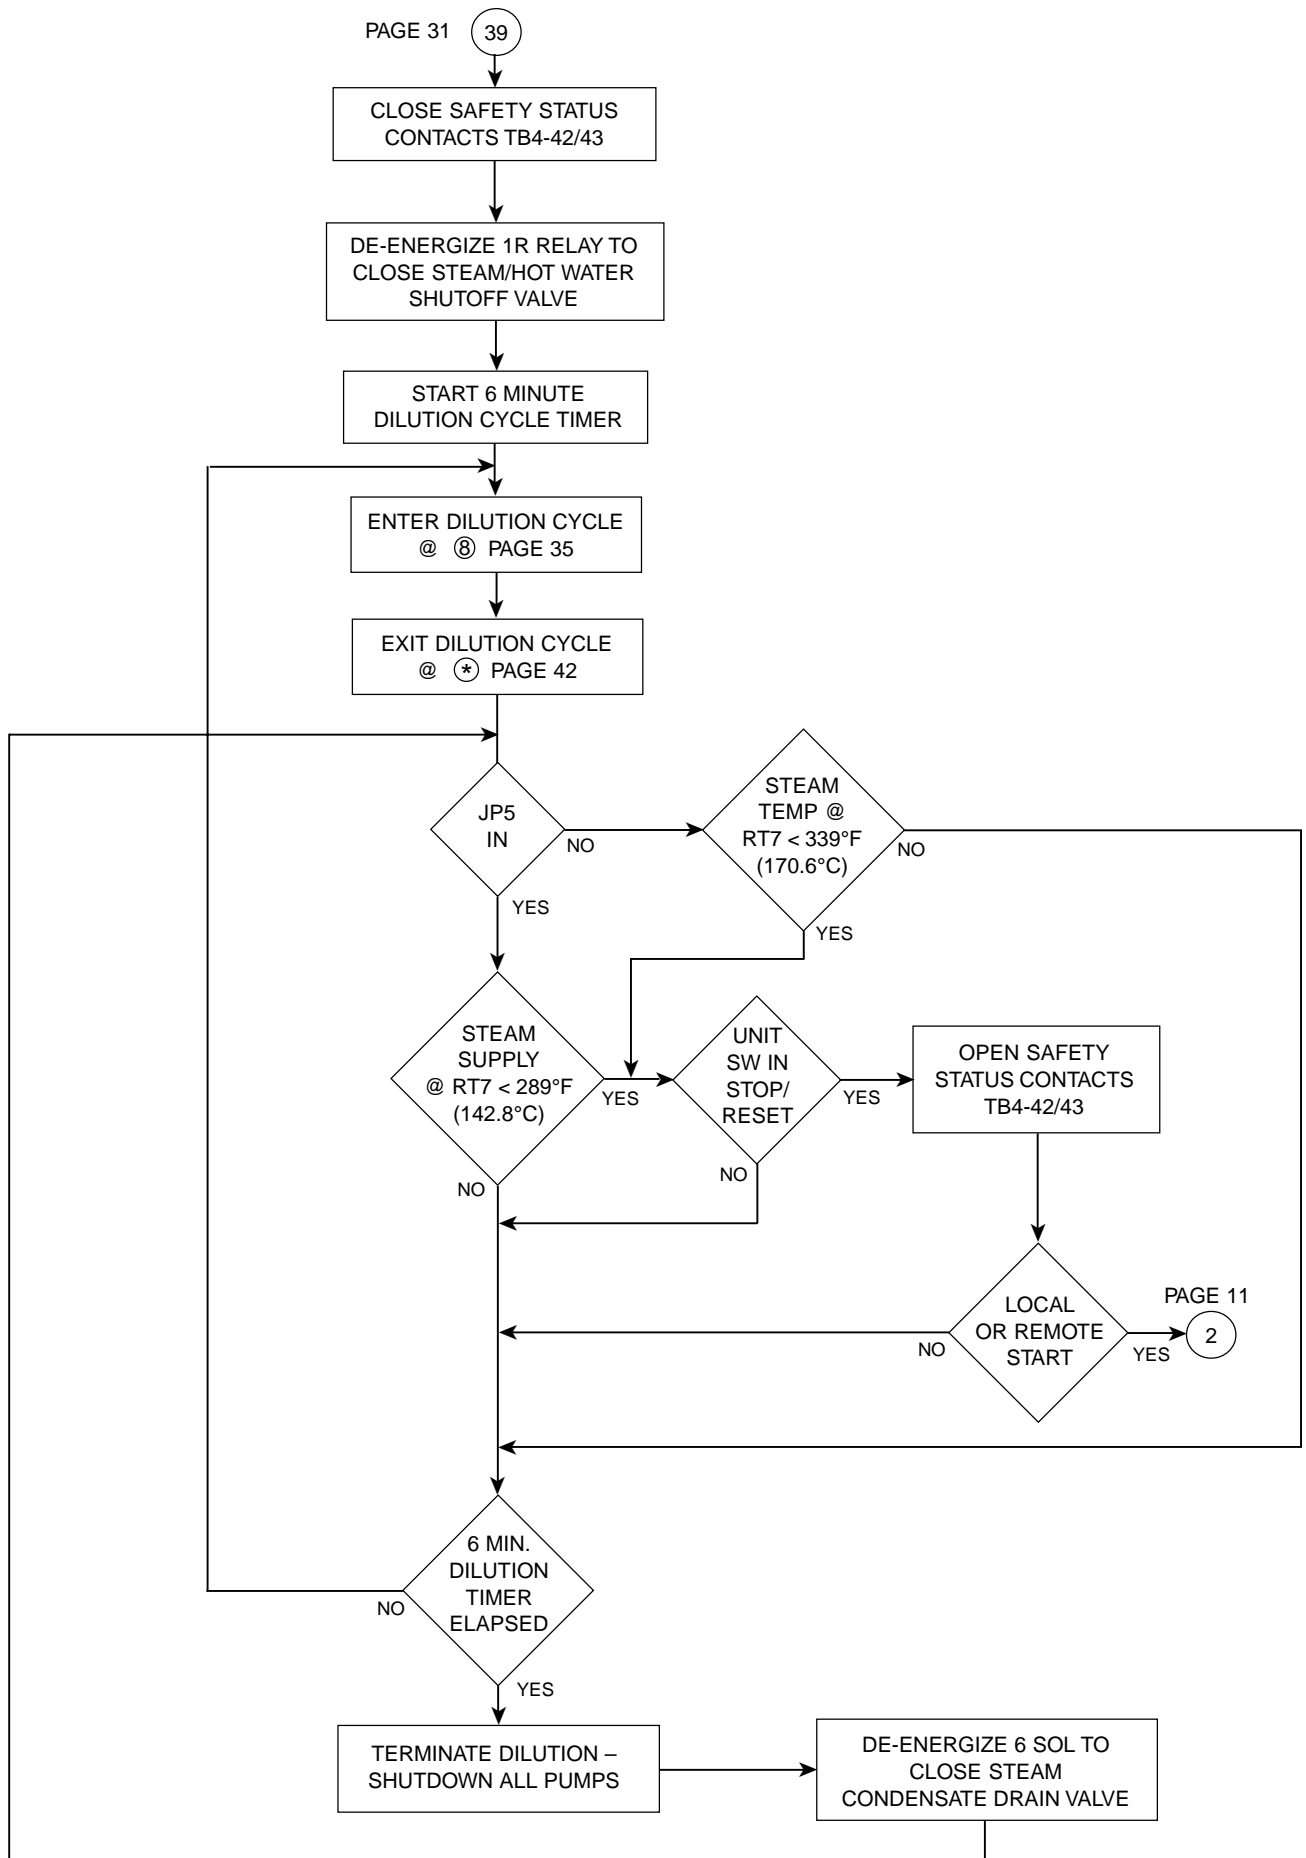 PAGE 31
39
CLOSE SAFETY STATUS
CONTACTS TB4-42/43
DE-ENERGIZE 1R RELAY TO
CLOSE STEAM/HOT WATER
SHUTOFF VALVE
START 6 MINUTE
DILUTION CYCLE TIMER
ENTER DILUTION CYCLE
@ ⑧ PAGE 35
EXIT DILUTION CYCLE
@ (*) PAGE 42
JP5
IN
NO
YES
STEAM
TEMP @
RT7 < 339°F
(170.6°C)
NO
YES
STEAM
SUPPLY
@ RT7 < 289°F
(142.8°C)
YES
NO
UNIT
SW IN
STOP/
RESET
YES
NO
OPEN SAFETY
STATUS CONTACTS
TB4-42/43
LOCAL
OR REMOTE
START
NO
YES
PAGE 11
2
6 MIN.
DILUTION
TIMER
ELAPSED
NO
YES
TERMINATE DILUTION –
SHUTDOWN ALL PUMPS
DE-ENERGIZE 6 SOL TO
CLOSE STEAM
CONDENSATE DRAIN VALVE